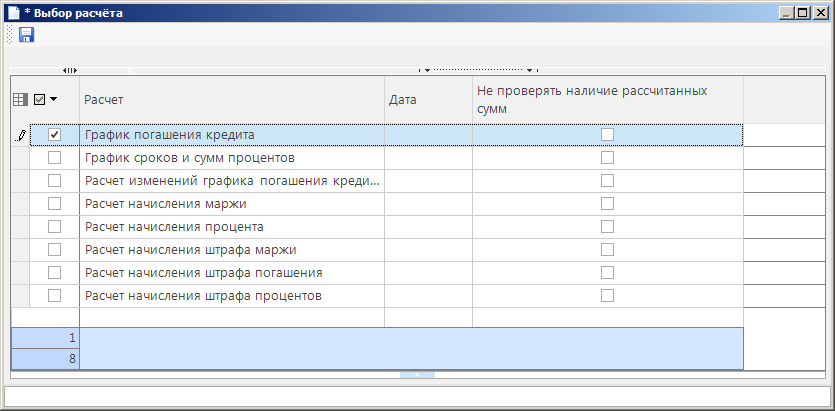 * Выбор расчёта
Расчет
Дата
Не проверять наличие рассчитанных
сумм
График погашения кредита
График сроков и сумм процентов
Расчет изменений графика погашения креди...
Расчет начисления маржи
Расчет начисления процента
Расчет начисления штрафа маржи
Расчет начисления штрафа погашения
Расчет начисления штрафа процентов
1
8